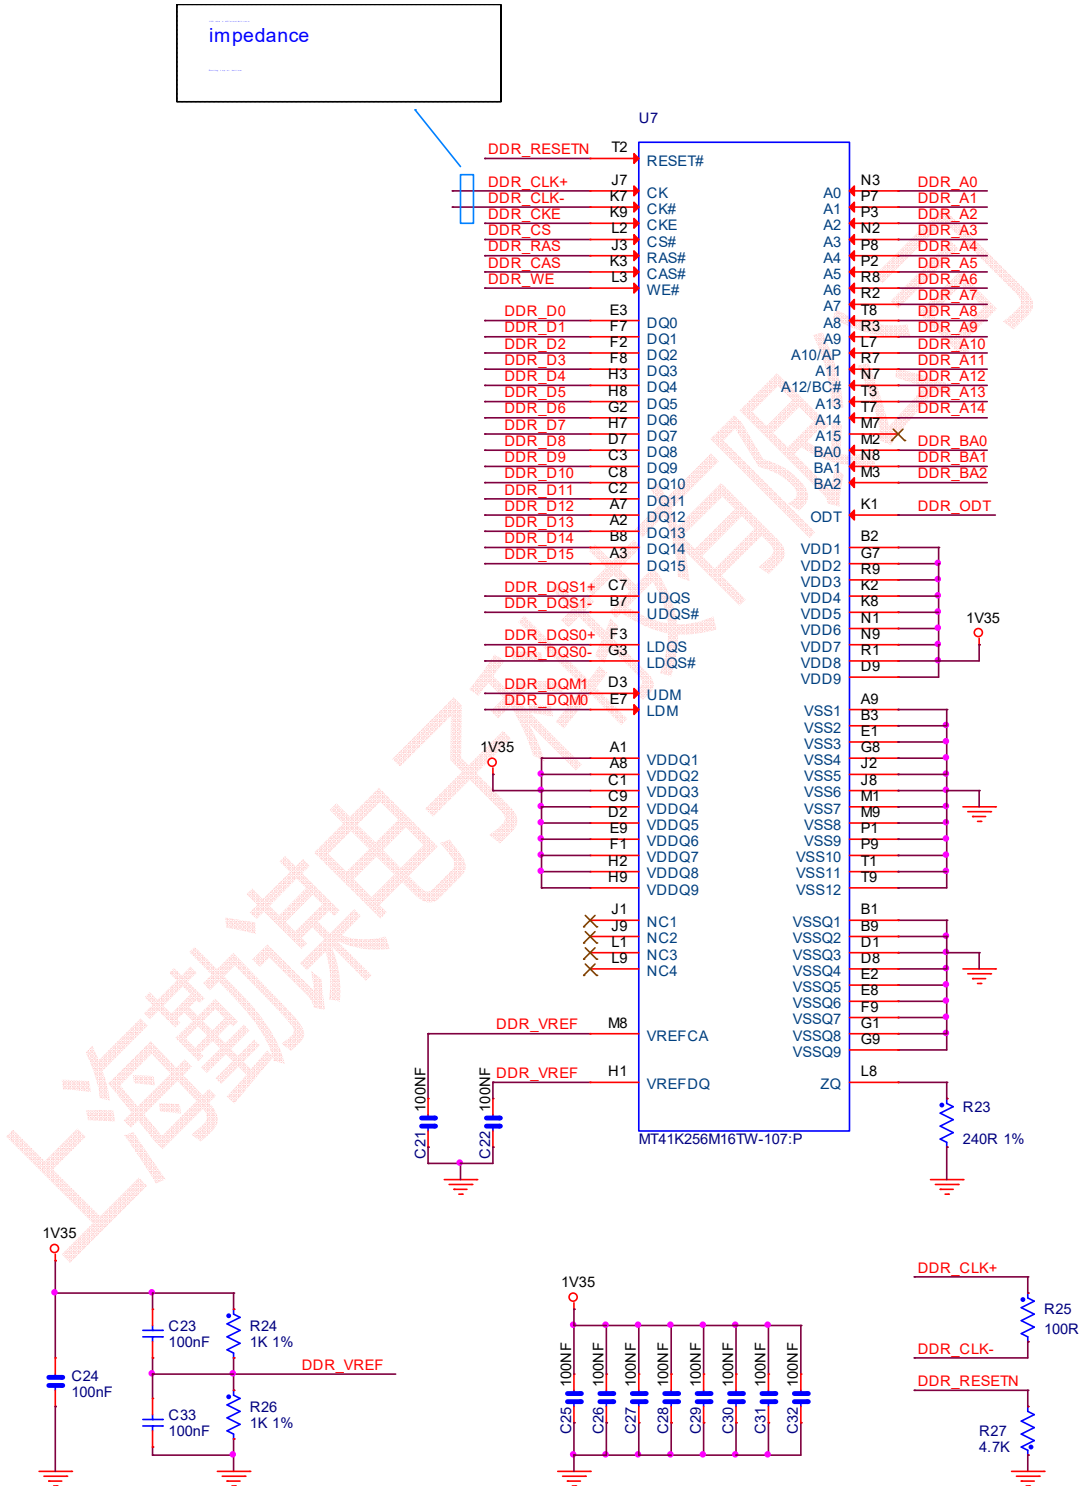 impedance
U7
DDR_RESETN T2 RESET#
DDR_CLK+ J7 CK
DDR_CLK- K7 CK#
DDR_CKE K9 CKE
DDR_CS L2 CS#
DDR_RAS J3 RAS#
DDR_CAS K3 CAS#
DDR_WE L3 WE#
DDR_D0 E3 DQ0
DDR_D1 F7 DQ1
DDR_D2 F2 DQ2
DDR_D3 F8 DQ3
DDR_D4 H3 DQ4
DDR_D5 H8 DQ5
DDR_D6 G2 DQ6
DDR_D7 H7 DQ7
DDR_D8 D7 DQ8
DDR_D9 C3 DQ9
DDR_D10 C8 DQ10
DDR_D11 C2 DQ11
DDR_D12 A7 DQ12
DDR_D13 A2 DQ13
DDR_D14 B8 DQ14
DDR_D15 A3 DQ15
DDR_DQS1+ C7 UDQS
DDR_DQS1- B7 UDQS#
DDR_DQS0+ F3 LDQS
DDR_DQS0- G3 LDQS#
DDR_DQM1 D3 UDM
DDR_DQM0 E7 LDM
1V35
A1 VDDQ1
A8 VDDQ2
C1 VDDQ3
C9 VDDQ4
D2 VDDQ5
E9 VDDQ6
F1 VDDQ7
H2 VDDQ8
H9 VDDQ9
J1 NC1
J9 NC2
L1 NC3
L9 NC4
DDR_VREF M8 VREFCA
DDR_VREF H1 VREFDQ
C21 100NF
C22 100NF
A0 N3 DDR_A0
A1 P7 DDR_A1
A2 P3 DDR_A2
A3 N2 DDR_A3
A4 P8 DDR_A4
A5 P2 DDR_A5
A6 R8 DDR_A6
A7 R2 DDR_A7
A8 T8 DDR_A8
A9 R3 DDR_A9
A10/AP L7 DDR_A10
A11 R7 DDR_A11
A12/BC# N7 DDR_A12
A13 T3 DDR_A13
A14 T7 DDR_A14
A15 M7
BA0 M2 DDR_BA0
BA1 N8 DDR_BA1
BA2 M3 DDR_BA2
ODT K1 DDR_ODT
VDD1 B2
VDD2 G7
VDD3 R9
VDD4 K2
VDD5 K8
VDD6 N1
VDD7 N9
VDD8 R1
VDD9 D9
1V35
VSS1 A9
VSS2 B3
VSS3 E1
VSS4 G8
VSS5 J2
VSS6 J8
VSS7 M1
VSS8 M9
VSS9 P1
VSS10 P9
VSS11 T1
VSS12 T9
VSSQ1 B1
VSSQ2 B9
VSSQ3 D1
VSSQ4 D8
VSSQ5 E2
VSSQ6 E8
VSSQ7 F9
VSSQ8 G1
VSSQ9 G9
ZQ L8
R23
240R 1%
MT41K256M16TW-107:P
1V35
C24
100nF
C23
100nF
R24
1K 1%
DDR_VREF
C33
100nF
R26
1K 1%
1V35
C25 100NF
C26 100NF
C27 100NF
C28 100NF
C29 100NF
C30 100NF
C31 100NF
C32 100NF
DDR_CLK+
R25
100R
DDR_CLK-
DDR_RESETN
R27
4.7K
上海勤谋电子科技有限公司